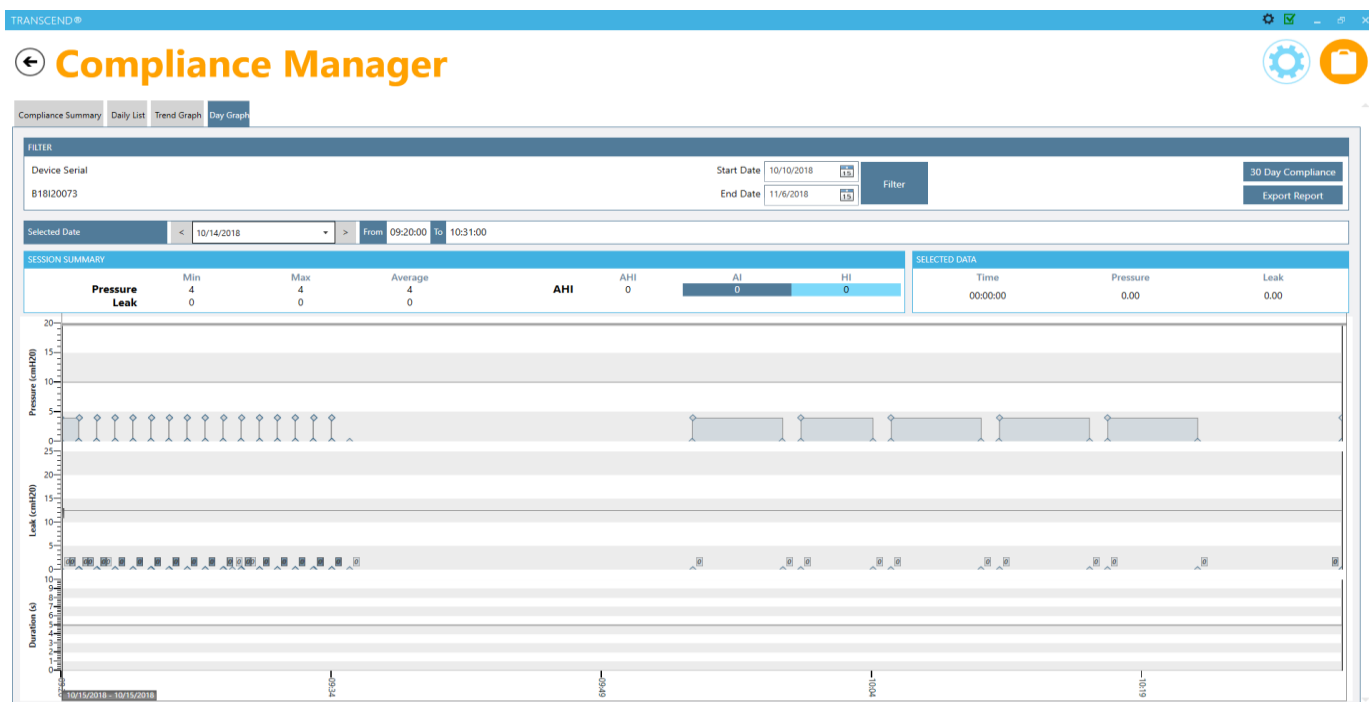 TRANSCEND®
Compliance Manager
Compliance Summary Daily List Trend Graph Day Graph
FILTER
Device Serial Start Date 10/10/2018 15 Filter 30 Day Compliance
B18I20073 End Date 11/6/2018 15 Export Report
Selected Date < 10/14/2018 > From 09:20:00 To 10:31:00
SESSION SUMMARY SELECTED DATA
Min Max Average AHI AI HI Time Pressure Leak
Pressure 4 4 4 AHI 0 0 0 00:00:00 0.00 0.00
Leak 0 0 0
Pressure (cmH20)
20
15
10
5
0
Leak (cmH20)
25
20
15
10
5
0
Duration (s)
10
9
8
7
6
5
4
3
2
1
0
09:34 09:49 10:04 10:19
10/15/2018 - 10/15/2018